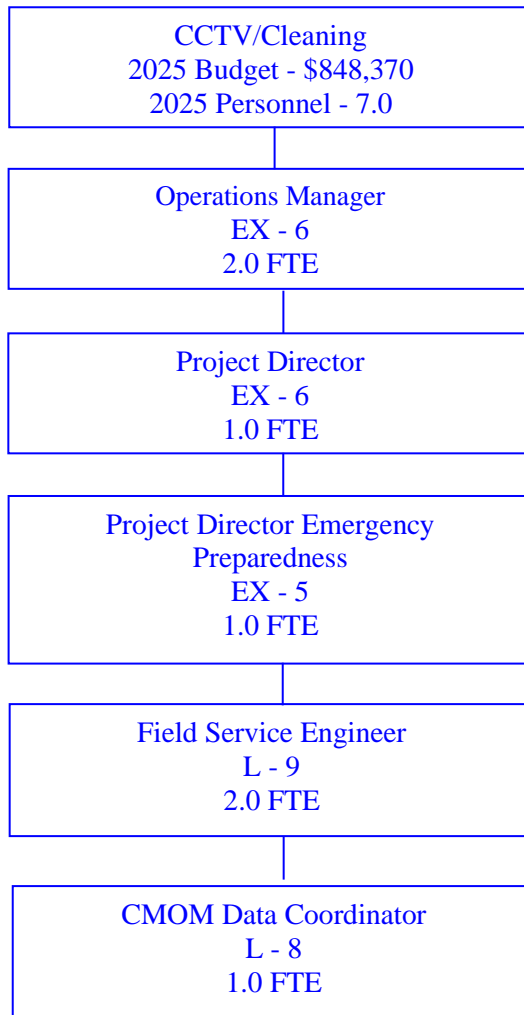 CCTV/Cleaning
2025 Budget - $848,370
2025 Personnel - 7.0
Operations Manager
EX - 6
2.0 FTE
Project Director
EX - 6
1.0 FTE
Project Director Emergency
Preparedness
EX - 5
1.0 FTE
Field Service Engineer
L - 9
2.0 FTE
CMOM Data Coordinator
L - 8
1.0 FTE